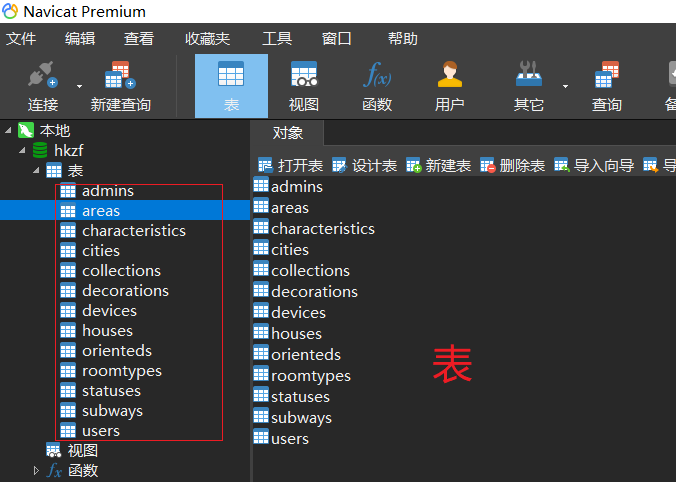 Navicat Premium
文件 编辑 查看 收藏夹 工具 窗口 帮助
连接 新建查询 表 视图 函数 用户 其它 查询
f(x)
本地
hkzf
表
admins
areas
characteristics
cities
collections
decorations
devices
houses
orienteds
roomtypes
statuses
subways
users
视图
fx 函数
对象
打开表 设计表 新建表 删除表 导入向导
admins
areas
characteristics
cities
collections
decorations
devices
houses
orienteds
roomtypes
statuses
subways
users
表